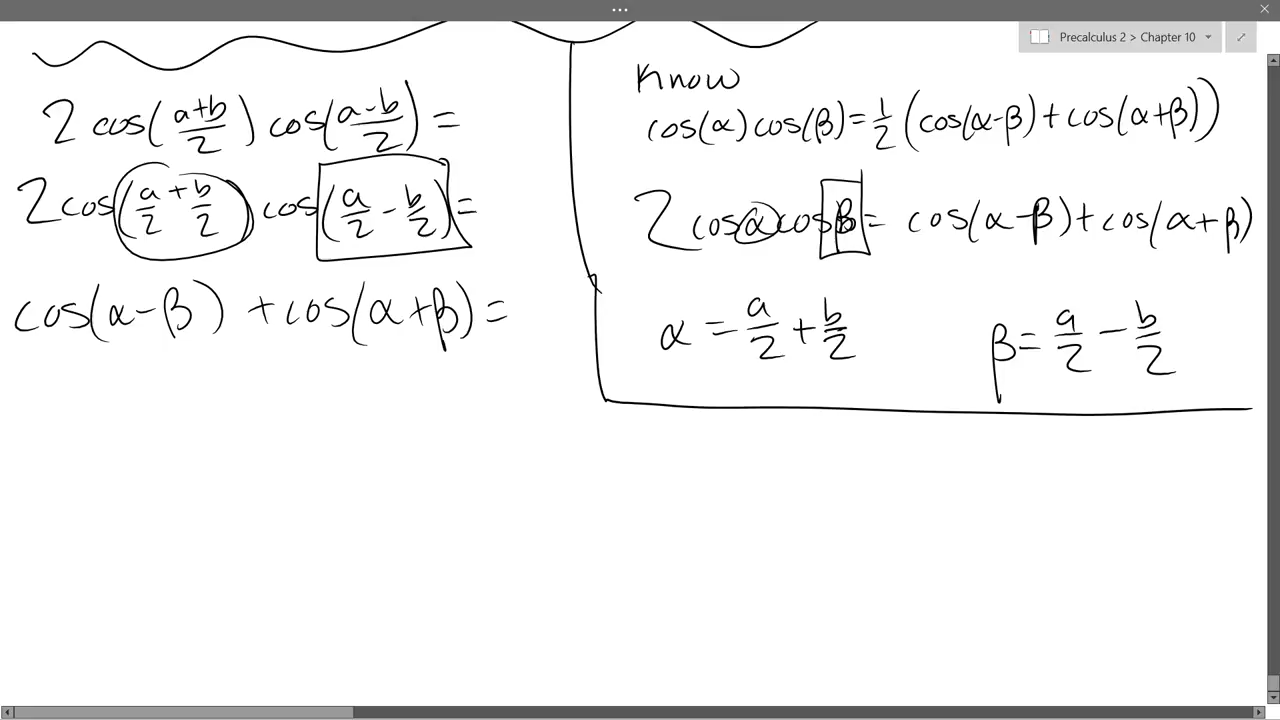 Precalculus 2 > Chapter 10
2 cos((a+b)/2) cos((a-b)/2) =
2 cos(a/2 + b/2) cos(a/2 - b/2) =
cos(α-β) + cos(α+β) =
Know
cos(α) cos(β) = 1/2 (cos(α-β) + cos(α+β))
2 cos α cos β = cos(α-β) + cos(α+β)
α = a/2 + b/2 β = a/2 - b/2